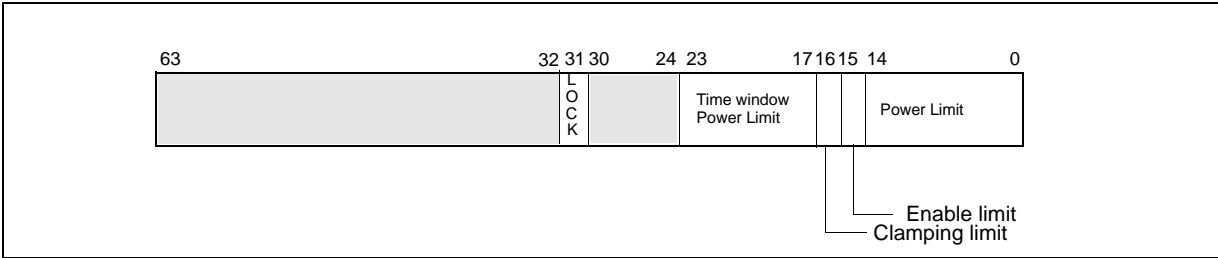 63 32 31 30 24 23 17 16 15 14 0
L
O
C
K
Time window
Power Limit
Power Limit
Enable limit
Clamping limit